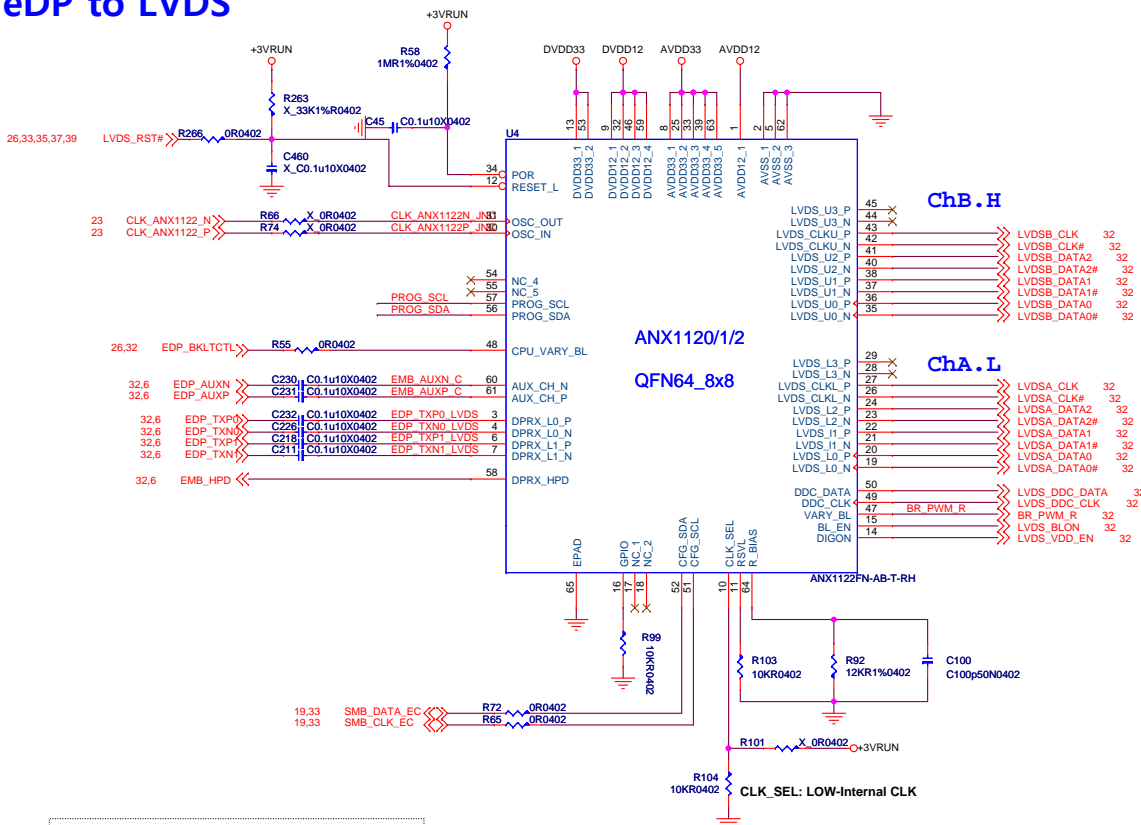 eDP to LVDS
+3VRUN
+3VRUN
R58
1MR1%0402
DVDD33 DVDD12 AVDD33 AVDD12
R263
X_33K1%R0402
C45 C0.1u10X0402
26,33,35,37,39 LVDS_RST# R266 0R0402
U4
C460
X_C0.1u10X0402
13 53 9 32 46 59 8 25 33 39 63 1 2 5 62
DVDD33_1 DVDD33_2 DVDD12_1 DVDD12_2 DVDD12_3 DVDD12_4 AVDD33_1 AVDD33_2 AVDD33_3 AVDD33_4 AVDD33_5 AVDD12_1 AVSS_1 AVSS_2 AVSS_3
34 POR
12 RESET_L
23 CLK_ANX1122_N R66 X_0R0402 CLK_ANX1122N_JNC 31 OSC_OUT
23 CLK_ANX1122_P R74 X_0R0402 CLK_ANX1122P_JNC 30 OSC_IN
54 NC_4
55 NC_5
PROG_SCL 57 PROG_SCL
PROG_SDA 56 PROG_SDA
26,32 EDP_BKLTCTL R55 0R0402 48 CPU_VARY_BL
32,6 EDP_AUXN C230 C0.1u10X0402 EMB_AUXN_C 60 AUX_CH_N
32,6 EDP_AUXP C231 C0.1u10X0402 EMB_AUXP_C 61 AUX_CH_P
32,6 EDP_TXP0 C232 C0.1u10X0402 EDP_TXP0_LVDS 3 DPRX_L0_P
32,6 EDP_TXN0 C226 C0.1u10X0402 EDP_TXN0_LVDS 4 DPRX_L0_N
32,6 EDP_TXP1 C218 C0.1u10X0402 EDP_TXP1_LVDS 6 DPRX_L1_P
32,6 EDP_TXN1 C211 C0.1u10X0402 EDP_TXN1_LVDS 7 DPRX_L1_N
32,6 EMB_HPD 58 DPRX_HPD
ANX1120/1/2
QFN64_8x8
ChB.H
LVDS_U3_P 45
LVDS_U3_N 44
LVDS_CLKU_P 43 LVDSB_CLK 32
LVDS_CLKU_N 42 LVDSB_CLK# 32
LVDS_U2_P 41 LVDSB_DATA2 32
LVDS_U2_N 40 LVDSB_DATA2# 32
LVDS_U1_P 38 LVDSB_DATA1 32
LVDS_U1_N 37 LVDSB_DATA1# 32
LVDS_U0_P 36 LVDSB_DATA0 32
LVDS_U0_N 35 LVDSB_DATA0# 32
ChA.L
LVDS_L3_P 29
LVDS_L3_N 28
LVDS_CLKL_P 27 LVDSA_CLK 32
LVDS_CLKL_N 26 LVDSA_CLK# 32
LVDS_L2_P 24 LVDSA_DATA2 32
LVDS_L2_N 23 LVDSA_DATA2# 32
LVDS_l1_P 22 LVDSA_DATA1 32
LVDS_l1_N 21 LVDSA_DATA1# 32
LVDS_L0_P 20 LVDSA_DATA0 32
LVDS_L0_N 19 LVDSA_DATA0# 32
DDC_DATA 50 LVDS_DDC_DATA 32
DDC_CLK 49 LVDS_DDC_CLK 32
VARY_BL 47 BR_PWM_R BR_PWM_R 32
BL_EN 15 LVDS_BLON 32
DIGON 14 LVDS_VDD_EN 32
EPAD GPIO NC_1 NC_2 CFG_SDA CFG_SCL CLK_SEL RSVL R_BIAS
65 16 17 18 52 51 10 11 64
ANX1122FN-AB-T-RH
R99
10KR0402
R103
10KR0402
R92
12KR1%0402
C100
C100p50N0402
19,33 SMB_DATA_EC R72 0R0402
19,33 SMB_CLK_EC R65 0R0402
R101 X_0R0402 +3VRUN
R104
10KR0402
CLK_SEL: LOW-Internal CLK